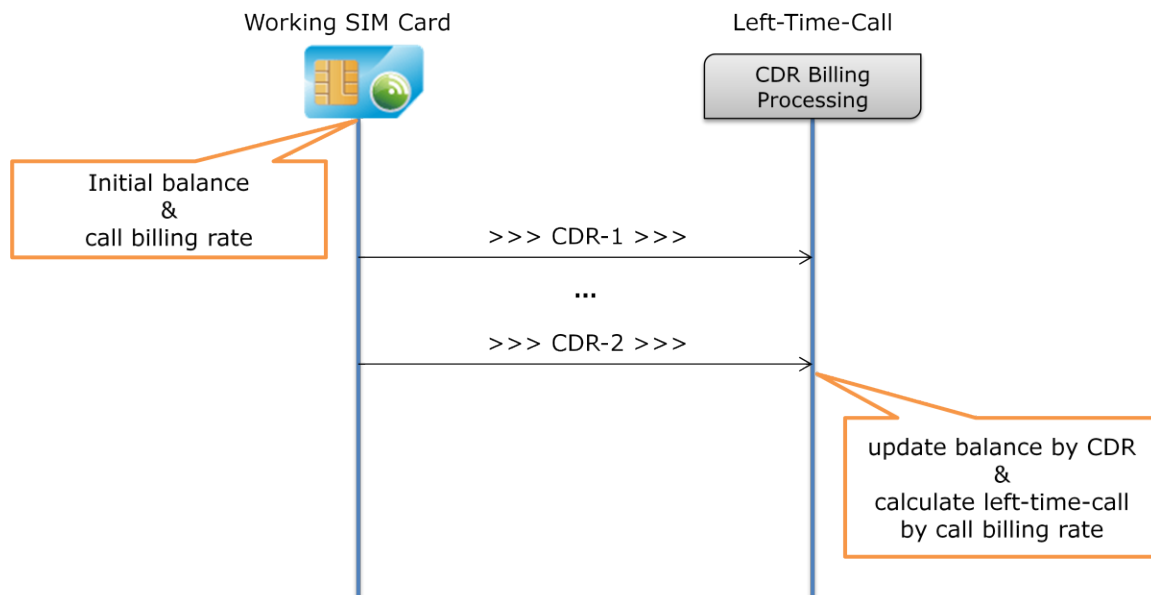 Working SIM Card
Left-Time-Call
CDR Billing
Processing
Initial balance
&
call billing rate
>>> CDR-1 >>>
...
>>> CDR-2 >>>
update balance by CDR
&
calculate left-time-call
by call billing rate